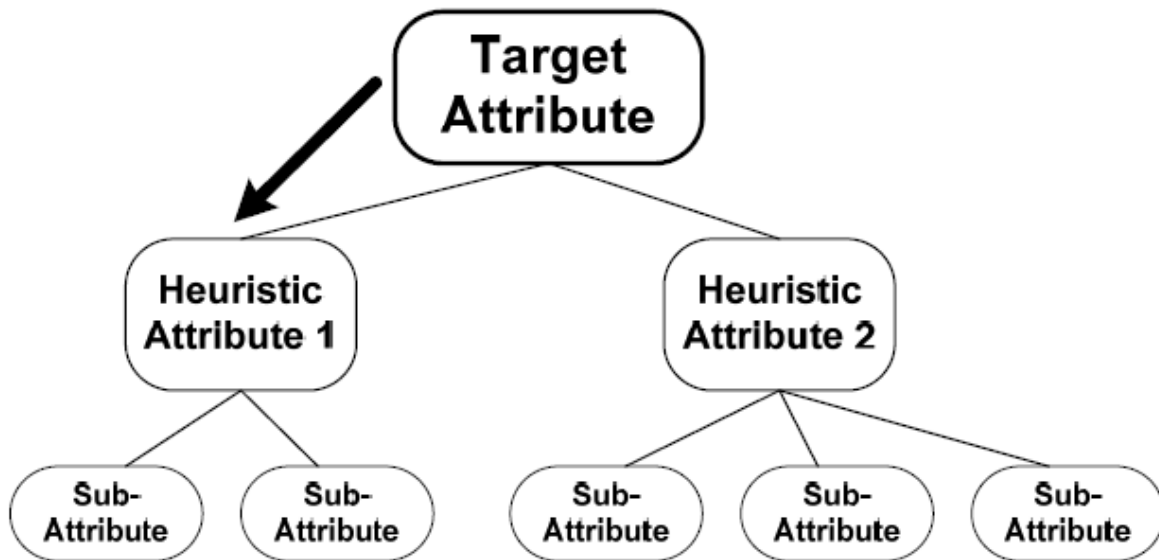 Target
Attribute
Heuristic
Attribute 1
Heuristic
Attribute 2
Sub-
Attribute
Sub-
Attribute
Sub-
Attribute
Sub-
Attribute
Sub-
Attribute